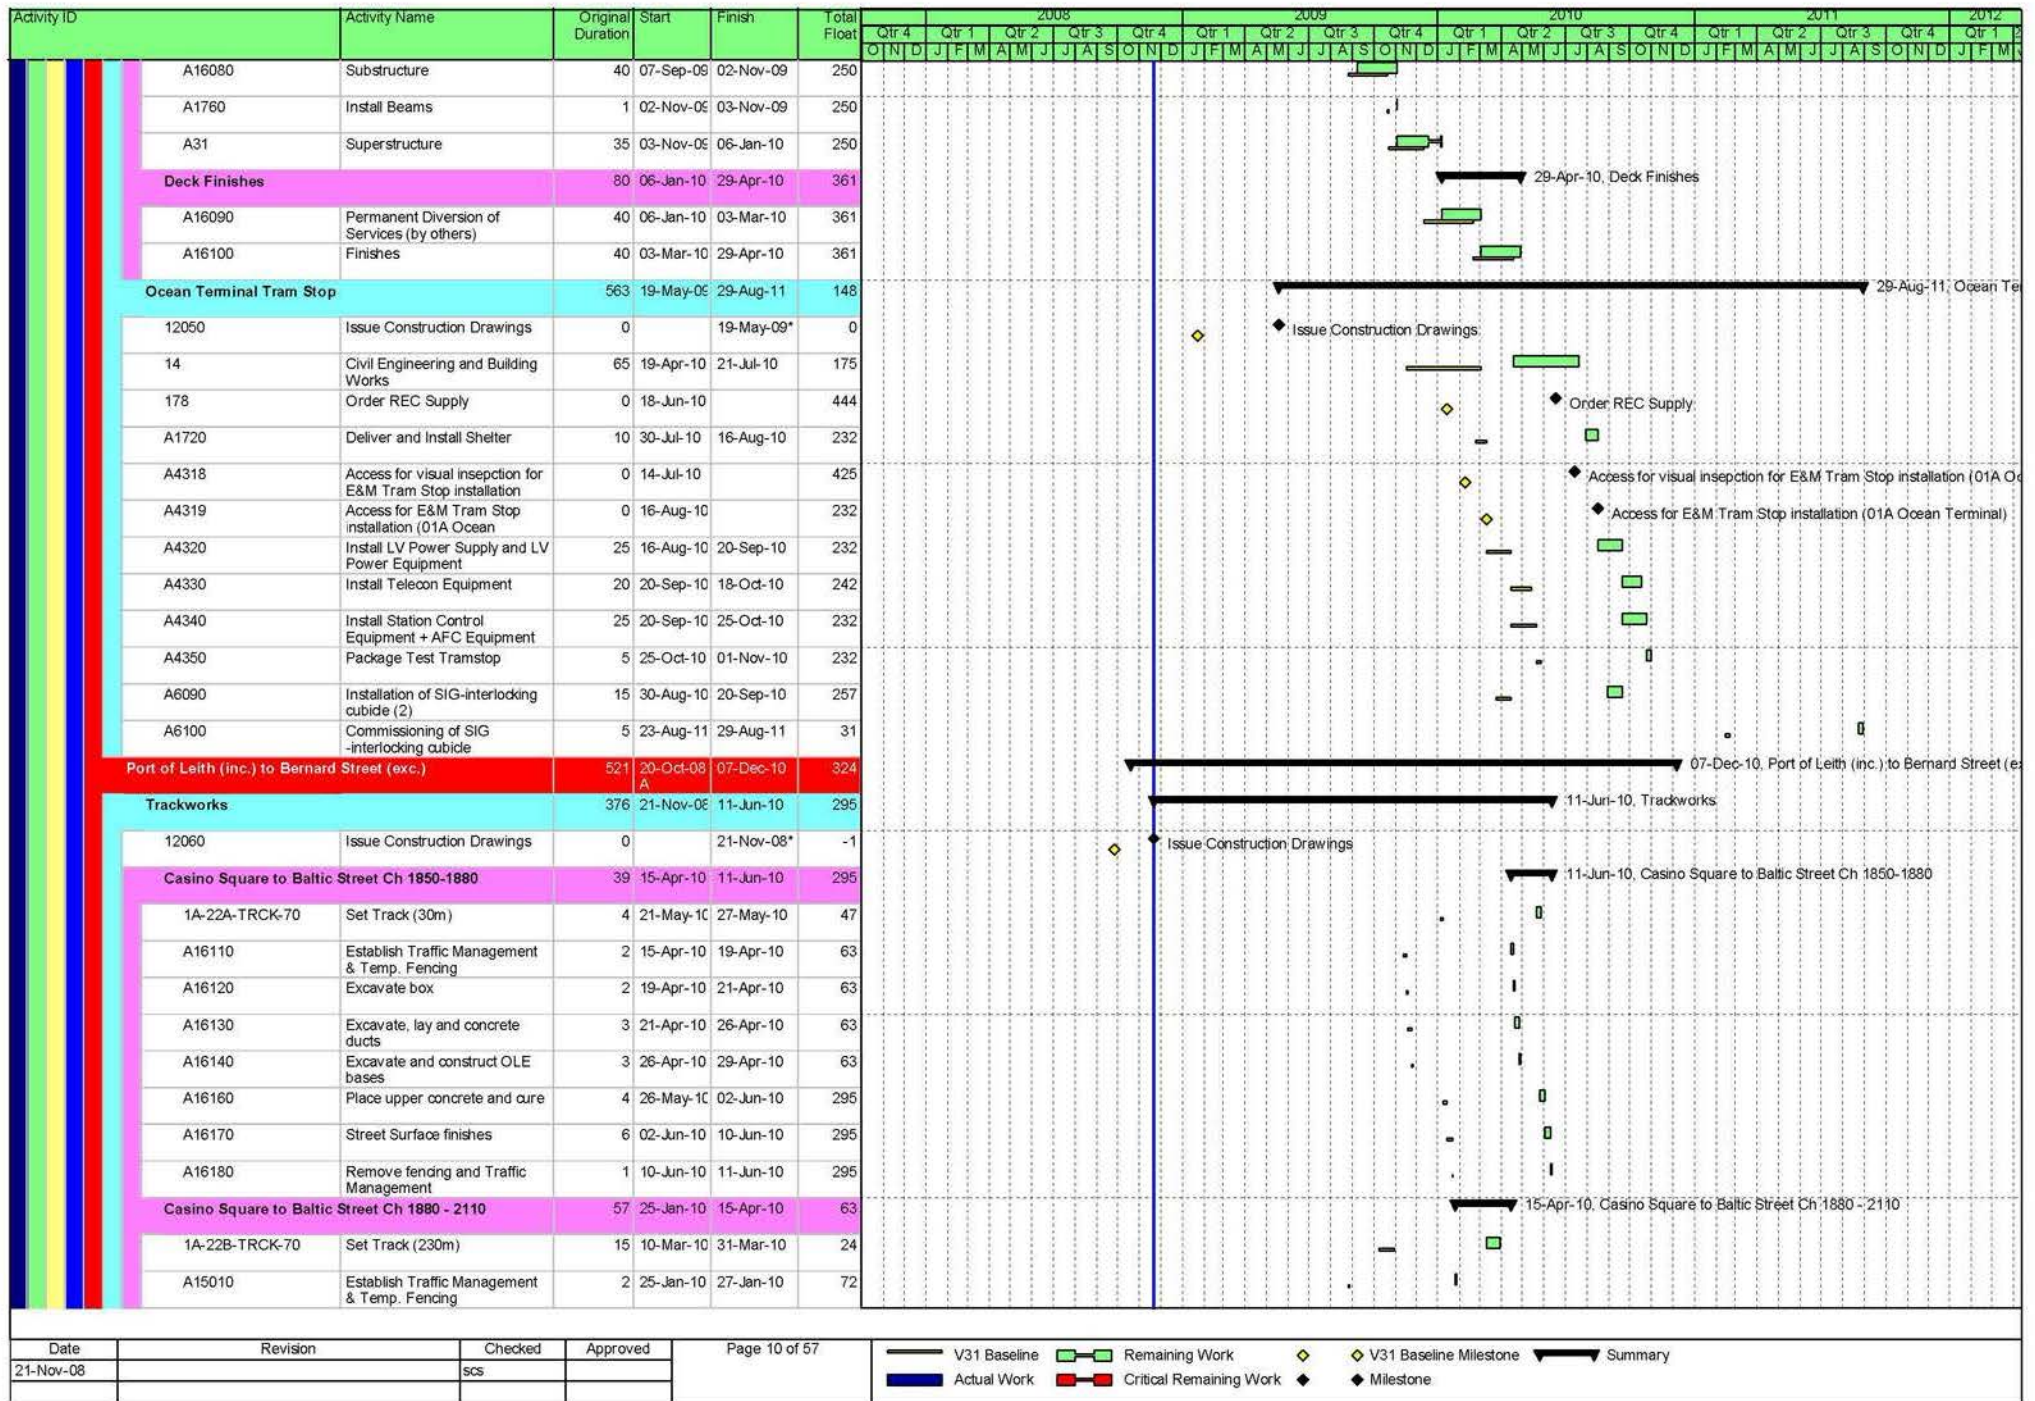 Activity ID Activity Name Original Duration Start Finish Total Float
2008 2009 2010 2011 2012
Qtr 4 Qtr 1 Qtr 2 Qtr 3 Qtr 4 Qtr 1 Qtr 2 Qtr 3 Qtr 4 Qtr 1 Qtr 2 Qtr 3 Qtr 4 Qtr 1 Qtr 2 Qtr 3 Qtr 4 Qtr 1 2
O N D J F M A M J J A S O N D J F M A M J J A S O N D J F M A M J J A S O N D J F M A M J J A S O N D J F M
A16080 Substructure 40 07-Sep-09 02-Nov-09 250
A1760 Install Beams 1 02-Nov-09 03-Nov-09 250
A31 Superstructure 35 03-Nov-09 06-Jan-10 250
Deck Finishes 80 06-Jan-10 29-Apr-10 361 29-Apr-10, Deck Finishes
A16090 Permanent Diversion of Services (by others) 40 06-Jan-10 03-Mar-10 361
A16100 Finishes 40 03-Mar-10 29-Apr-10 361
Ocean Terminal Tram Stop 563 19-May-09 29-Aug-11 148 29-Aug-11, Ocean Te
12050 Issue Construction Drawings 0 19-May-09* 0 Issue Construction Drawings
14 Civil Engineering and Building Works 65 19-Apr-10 21-Jul-10 175
178 Order REC Supply 0 18-Jun-10 444 Order REC Supply
A1720 Deliver and Install Shelter 10 30-Jul-10 16-Aug-10 232
A4318 Access for visual insepction for E&M Tram Stop installation 0 14-Jul-10 425 Access for visual insepction for E&M Tram Stop installation (01A Oc
A4319 Access for E&M Tram Stop installation (01A Ocean 0 16-Aug-10 232 Access for E&M Tram Stop installation (01A Ocean Terminal)
A4320 Install LV Power Supply and LV Power Equipment 25 16-Aug-10 20-Sep-10 232
A4330 Install Telecon Equipment 20 20-Sep-10 18-Oct-10 242
A4340 Install Station Control Equipment + AFC Equipment 25 20-Sep-10 25-Oct-10 232
A4350 Package Test Tramstop 5 25-Oct-10 01-Nov-10 232
A6090 Installation of SIG-interlocking cubicle (2) 15 30-Aug-10 20-Sep-10 257
A6100 Commissioning of SIG -interlocking cubicle 5 23-Aug-11 29-Aug-11 31
Port of Leith (inc.) to Bernard Street (exc.) 521 20-Oct-08 A 07-Dec-10 324 07-Dec-10, Port of Leith (inc.) to Bernard Street (ex
Trackworks 376 21-Nov-08 11-Jun-10 295 11-Jun-10, Trackworks
12060 Issue Construction Drawings 0 21-Nov-08* -1 Issue Construction Drawings
Casino Square to Baltic Street Ch 1850-1880 39 15-Apr-10 11-Jun-10 295 11-Jun-10, Casino Square to Baltic Street Ch 1850-1880
1A-22A-TRCK-70 Set Track (30m) 4 21-May-10 27-May-10 47
A16110 Establish Traffic Management & Temp. Fencing 2 15-Apr-10 19-Apr-10 63
A16120 Excavate box 2 19-Apr-10 21-Apr-10 63
A16130 Excavate, lay and concrete ducts 3 21-Apr-10 26-Apr-10 63
A16140 Excavate and construct OLE bases 3 26-Apr-10 29-Apr-10 63
A16160 Place upper concrete and cure 4 26-May-10 02-Jun-10 295
A16170 Street Surface finishes 6 02-Jun-10 10-Jun-10 295
A16180 Remove fencing and Traffic Management 1 10-Jun-10 11-Jun-10 295
Casino Square to Baltic Street Ch 1880 - 2110 57 25-Jan-10 15-Apr-10 63 15-Apr-10, Casino Square to Baltic Street Ch 1880 - 2110
1A-22B-TRCK-70 Set Track (230m) 15 10-Mar-10 31-Mar-10 24
A15010 Establish Traffic Management & Temp. Fencing 2 25-Jan-10 27-Jan-10 72
Date Revision Checked Approved Page 10 of 57
21-Nov-08 scs
V31 Baseline Remaining Work V31 Baseline Milestone Summary
Actual Work Critical Remaining Work Milestone